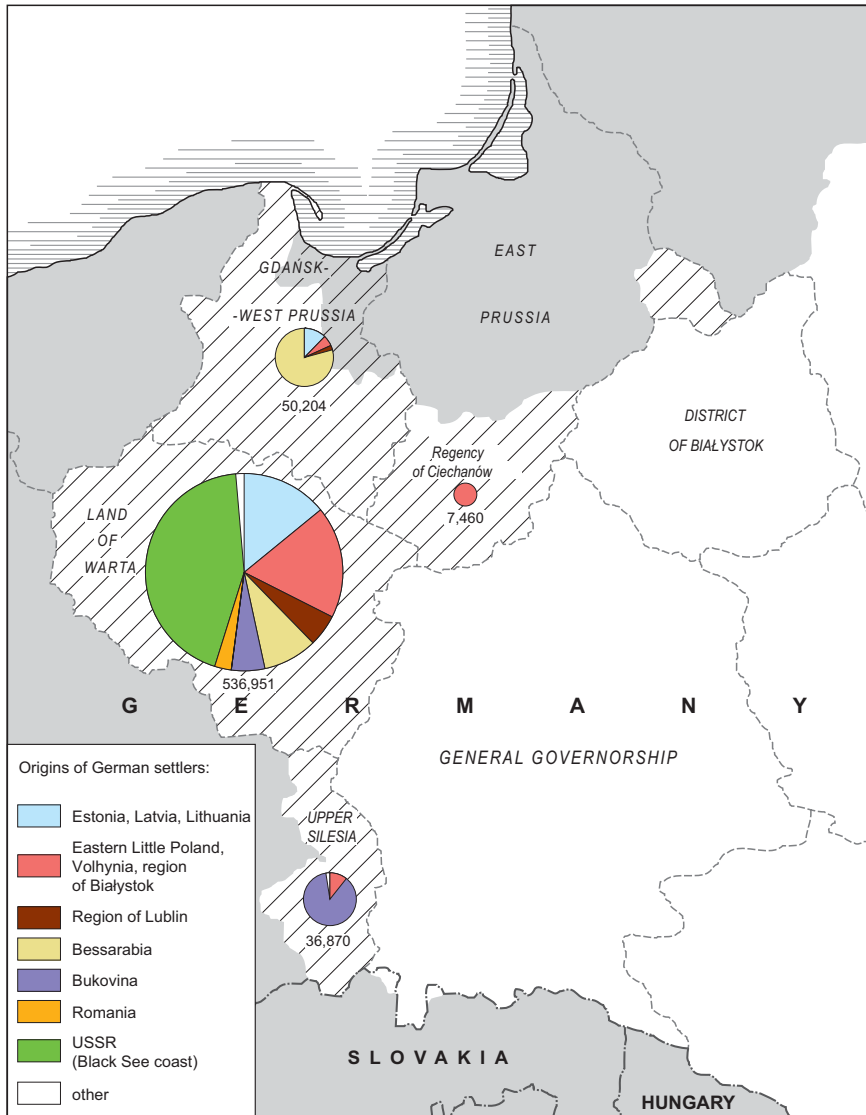 GDAŃSK-
-WEST PRUSSIA
50,204
EAST
PRUSSIA
DISTRICT
OF BIAŁYSTOK
Regency
of Ciechanów
7,460
LAND
OF
WARTA
536,951
G E R M A N Y
GENERAL GOVERNORSHIP
UPPER
SILESIA
36,870
SLOVAKIA
HUNGARY
Origins of German settlers:
Estonia, Latvia, Lithuania
Eastern Little Poland,
Volhynia, region
of Białystok
Region of Lublin
Bessarabia
Bukovina
Romania
USSR
(Black See coast)
other